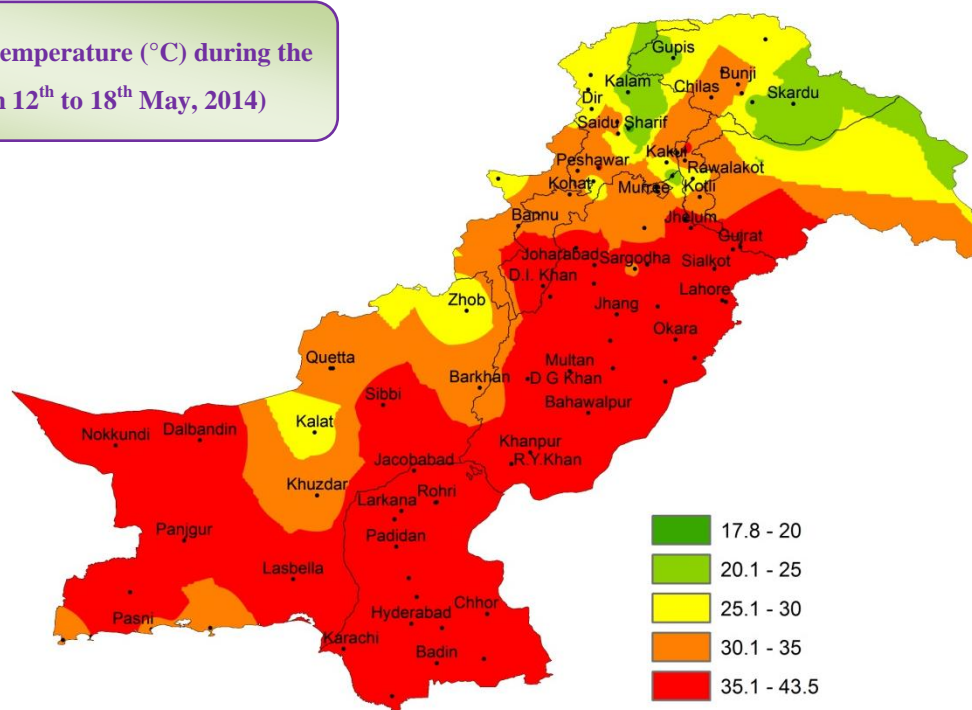 emperature (°C) during the
12th to 18th May, 2014)
Gupis
Kalam
Chilas
Bunji
Skardu
Dir
Saidu Sharif
Kakul
Peshawar
Rawalakot
Kohat
Murree
Kotli
Bannu
Jhelum
Gujrat
Joharabad
Sargodha
Sialkot
D.I. Khan
Zhob
Jhang
Lahore
Okara
Quetta
Multan
Barkhan
D G Khan
Sibbi
Bahawalpur
Kalat
Nokkundi
Dalbandin
Khanpur
Jacobabad
R.Y.Khan
Khuzdar
Larkana
Rohri
Panjgur
Padidan
Lasbella
Pasni
Hyderabad
Chhor
Karachi
Badin
17.8 - 20
20.1 - 25
25.1 - 30
30.1 - 35
35.1 - 43.5